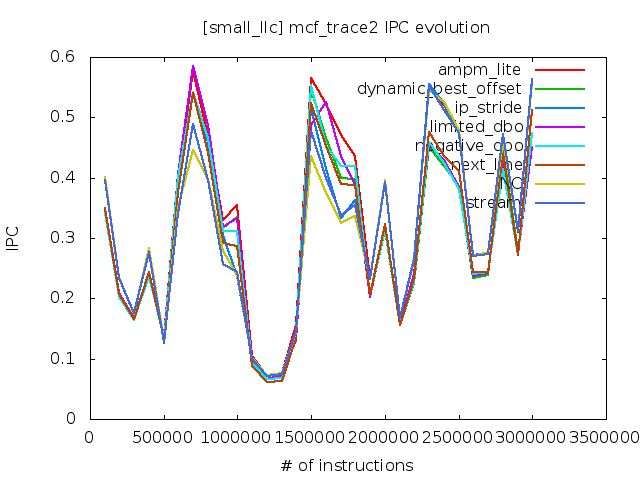 [small_llc] mcf_trace2 IPC evolution
0.6
0.5
0.4
0.3
0.2
0.1
0
IPC
ampm_lite
dynamic_best_offset
ip_stride
limited_dbo
negative_dbo
next_line
NO
stream
0 500000 1000000 1500000 2000000 2500000 3000000 3500000
# of instructions